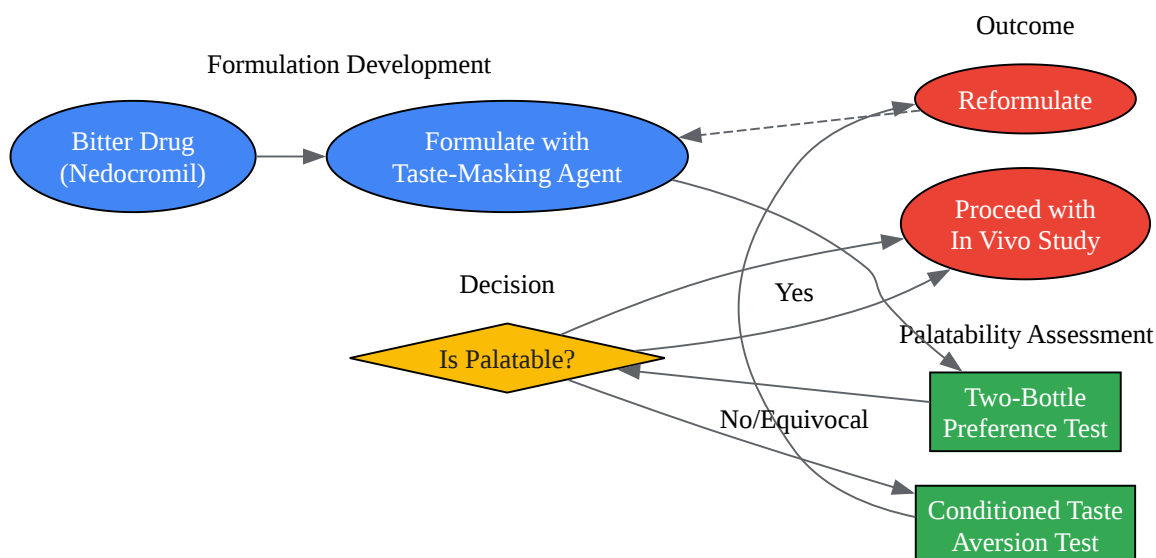 Outcome
Formulation Development
Reformulate
Bitter Drug
(Nedocromil)
Formulate with
Taste-Masking Agent
Proceed with
In Vivo Study
Decision
Yes
Palatability Assessment
Is Palatable?
Two-Bottle
Preference Test
No/Equivocal
Conditioned Taste
Aversion Test